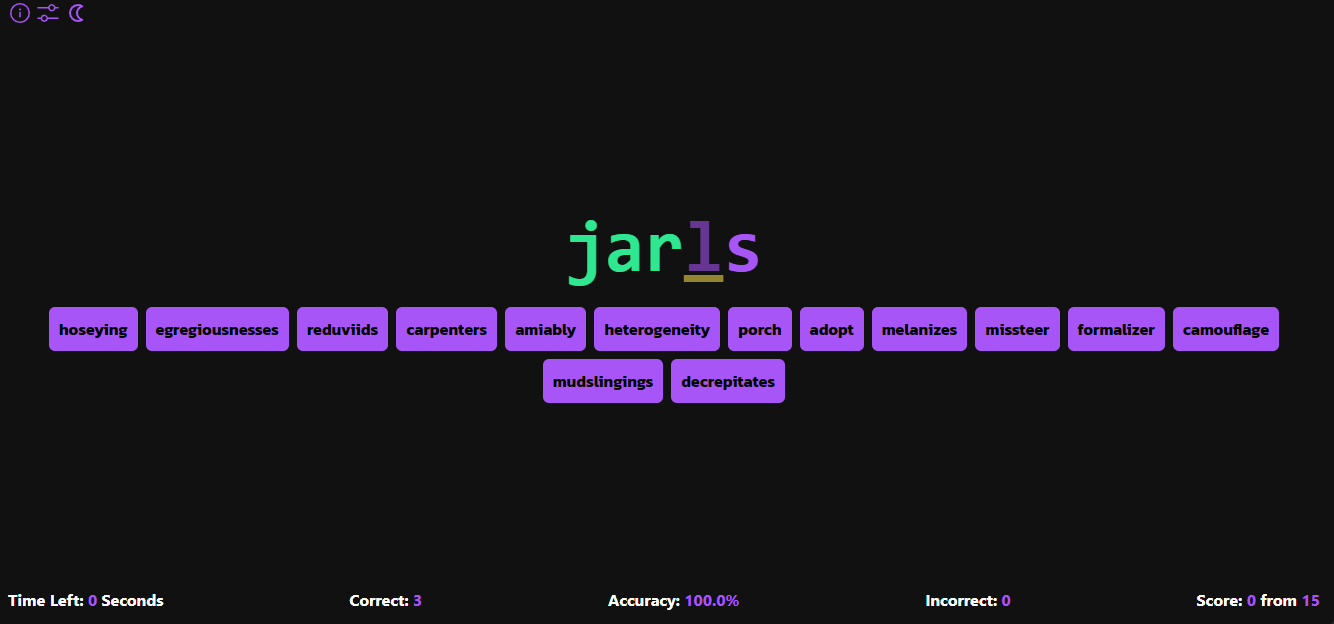 jarls
hoseying egregiousnesses reduviids carpenters amiably heterogeneity porch adopt melanizes missteer formalizer camouflage
mudslingings decrepitates
Time Left: 0 Seconds Correct: 3 Accuracy: 100.0% Incorrect: 0 Score: 0 from 15